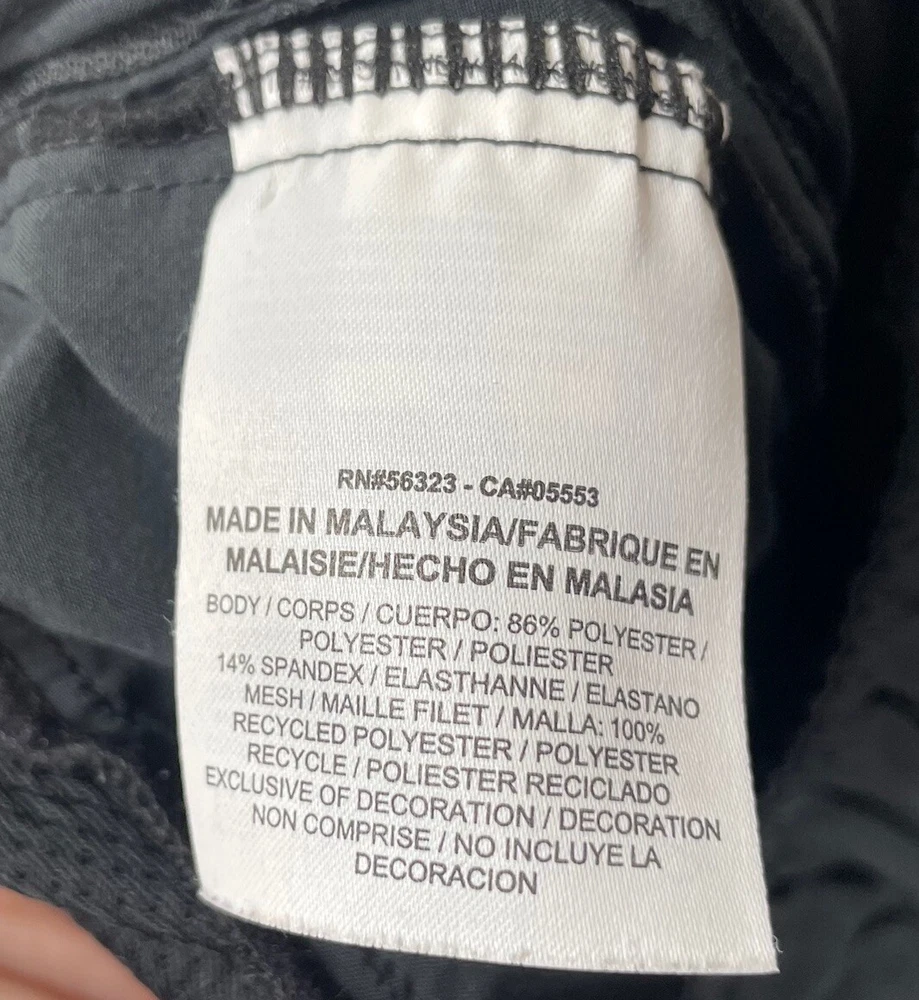 RN#56323 - CA#05553
MADE IN MALAYSIA/FABRIQUE EN
MALAISIE/HECHO EN MALASIA
BODY / CORPS / CUERPO: 86% POLYESTER /
POLYESTER / POLIESTER
14% SPANDEX / ELASTHANNE / ELASTANO
MESH / MAILLE FILET / MALLA: 100%
RECYCLED POLYESTER / POLYESTER
RECYCLE / POLIESTER RECICLADO
EXCLUSIVE OF DECORATION / DECORATION
NON COMPRISE / NO INCLUYE LA
DECORACION